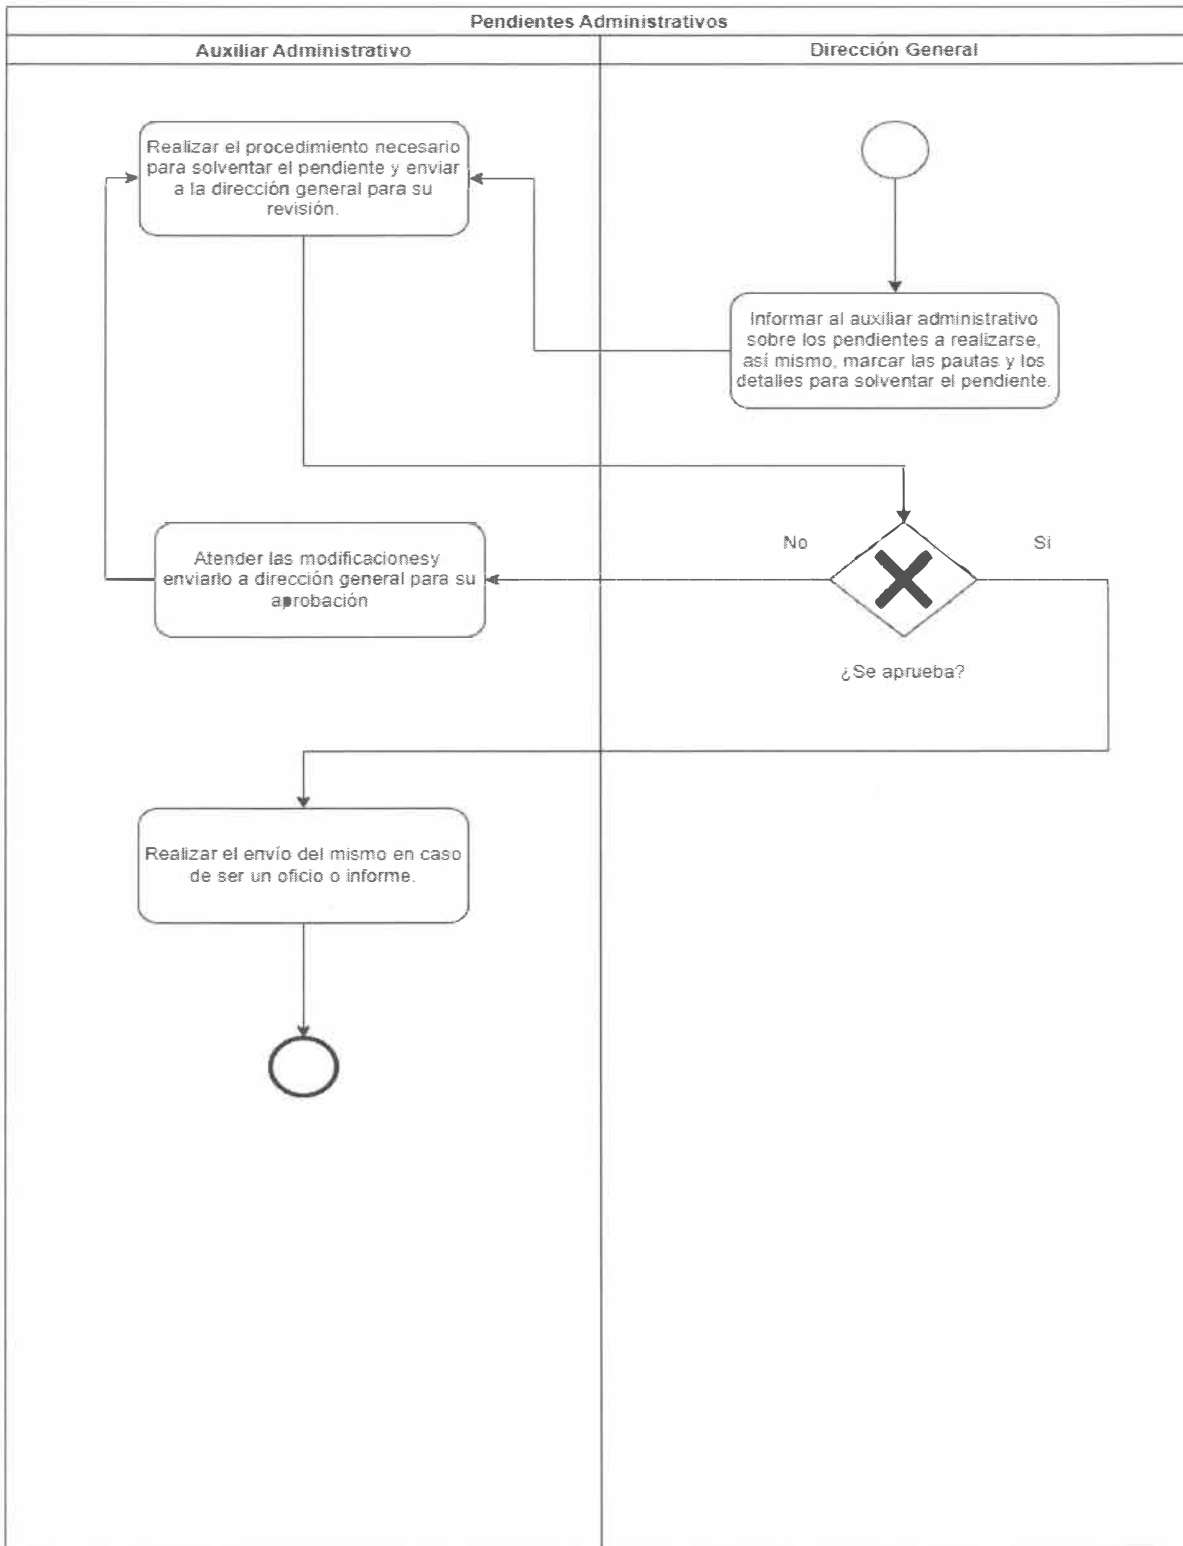 Pendientes Administrativos
Auxiliar Administrativo
Dirección General
Realizar el procedimiento necesario
para solventar el pendiente y enviar
a la dirección general para su
revisión.
Informar al auxiliar administrativo
sobre los pendientes a realizarse,
así mismo, marcar las pautas y los
detalles para solventar el pendiente.
No
Si
Atender las modificacionesy
enviarlo a dirección general para su
aprobación
¿Se aprueba?
Realizar el envío del mismo en caso
de ser un oficio o informe.